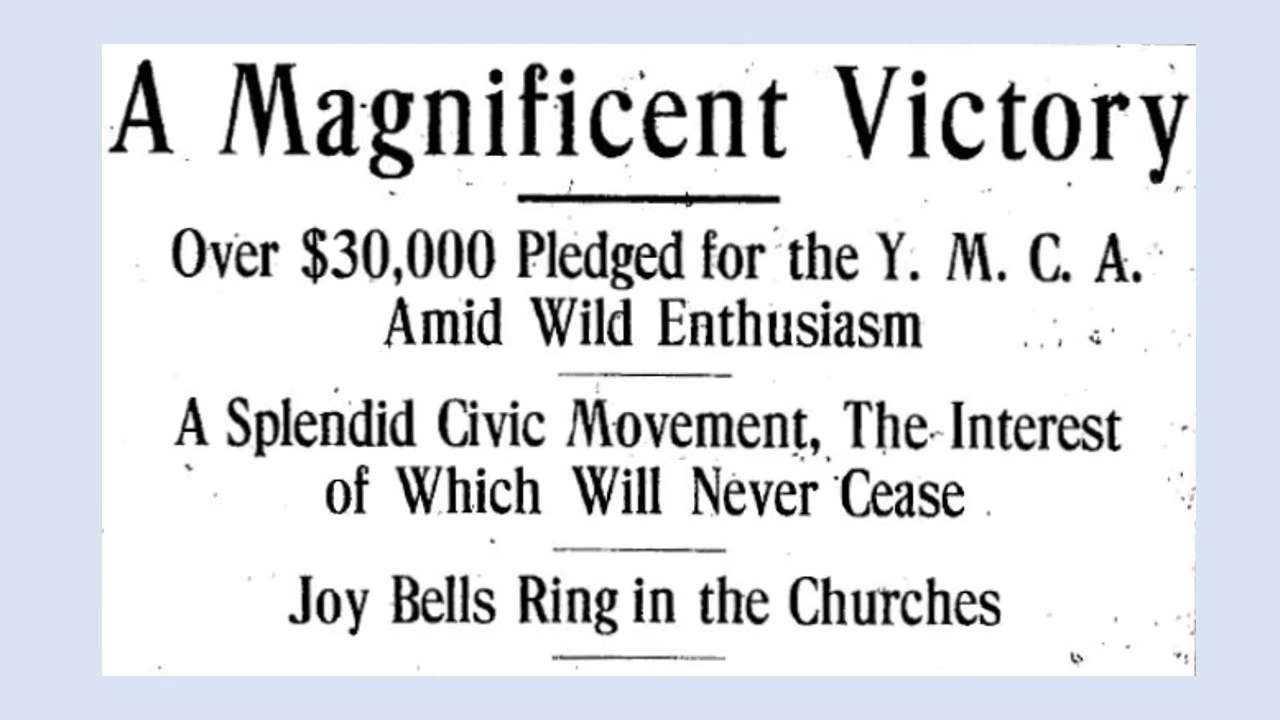 A Magnificent Victory
Over $30,000 Pledged for the Y. M. C. A.
Amid Wild Enthusiasm
A Splendid Civic Movement, The Interest
of Which Will Never Cease
Joy Bells Ring in the Churches